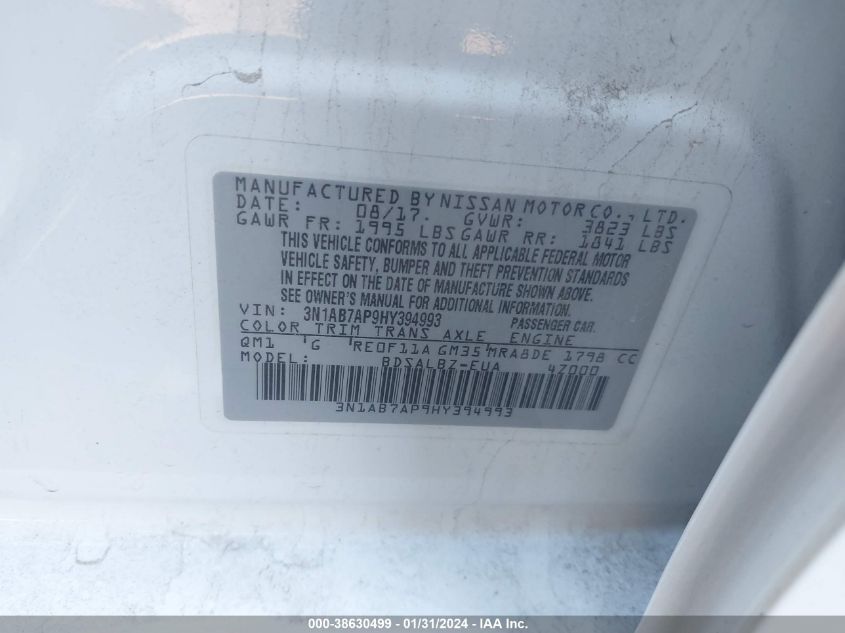 MANUFACTURED BY NISSAN MOTOR CO., LTD.
DATE: 08/17. GVWR: 3823 LBS
GAWR FR: 1995 LBS GAWR RR: 1841 LBS
THIS VEHICLE CONFORMS TO ALL APPLICABLE FEDERAL MOTOR
VEHICLE SAFETY, BUMPER AND THEFT PREVENTION STANDARDS
IN EFFECT ON THE DATE OF MANUFACTURE SHOWN ABOVE.
SEE OWNER'S MANUAL FOR ADDITIONAL INFORMATION.
VIN: 3N1AB7AP9HY394993 PASSENGER CAR.
COLOR TRIM TRANS AXLE ENGINE
QM1 G RE0F11A GM35 MRA8DE 1798 CC
MODEL: BDSALBZ-EUA 47000
3N1AB7AP9HY394993
000-38630499 - 01/31/2024 - IAA Inc.